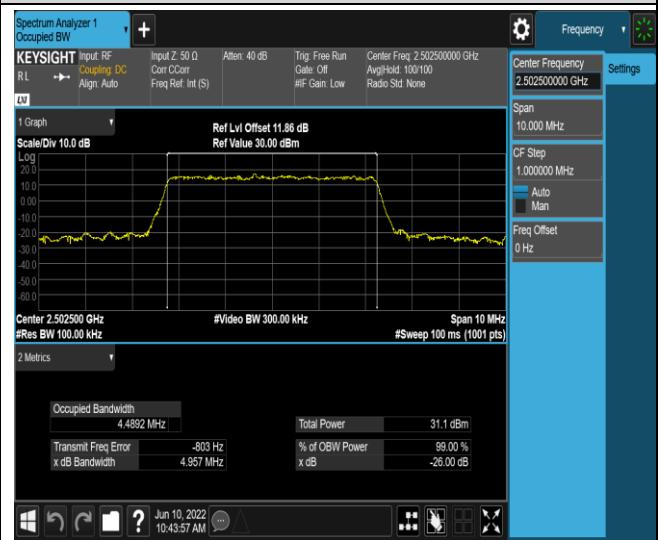 Spectrum Analyzer 1
Occupied BW
+
Frequency
KEYSIGHT
R L
Input: RF
Coupling: DC
Align: Auto
Input Z: 50 Ω
Corr CCorr
Freq Ref: Int (S)
Atten: 40 dB
Trig: Free Run
Gate: Off
#IF Gain: Low
Center Freq: 2.502500000 GHz
Avg|Hold: 100/100
Radio Std: None
LNI
Center Frequency
2.502500000 GHz
Settings
Span
10.000 MHz
CF Step
1.000000 MHz
Auto
Man
Freq Offset
0 Hz
1 Graph
Scale/Div 10.0 dB
Ref Lvl Offset 11.86 dB
Ref Value 30.00 dBm
Log
20.0
10.0
0.00
-10.0
-20.0
-30.0
-40.0
-50.0
-60.0
Center 2.502500 GHz
#Video BW 300.00 kHz
Span 10 MHz
#Res BW 100.00 kHz
#Sweep 100 ms (1001 pts)
2 Metrics
Occupied Bandwidth
4.4892 MHz
Total Power 31.1 dBm
Transmit Freq Error -803 Hz
% of OBW Power 99.00 %
x dB Bandwidth 4.957 MHz
x dB -26.00 dB
?
Jun 10, 2022
10:43:57 AM